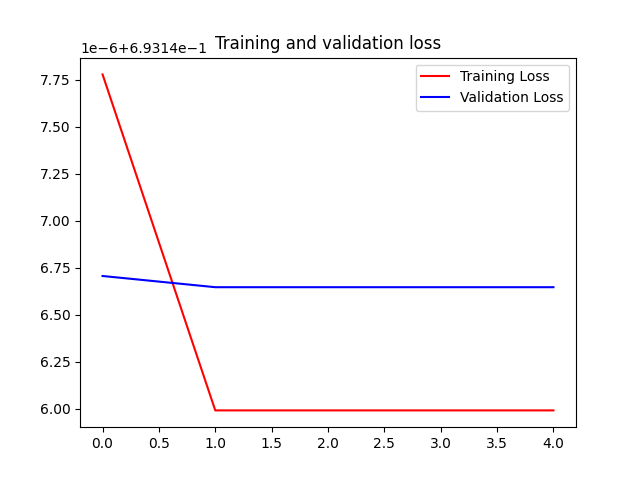 Training and validation loss
1e-6+6.9314e-1
Training Loss
Validation Loss
7.75
7.50
7.25
7.00
6.75
6.50
6.25
6.00
0.0 0.5 1.0 1.5 2.0 2.5 3.0 3.5 4.0